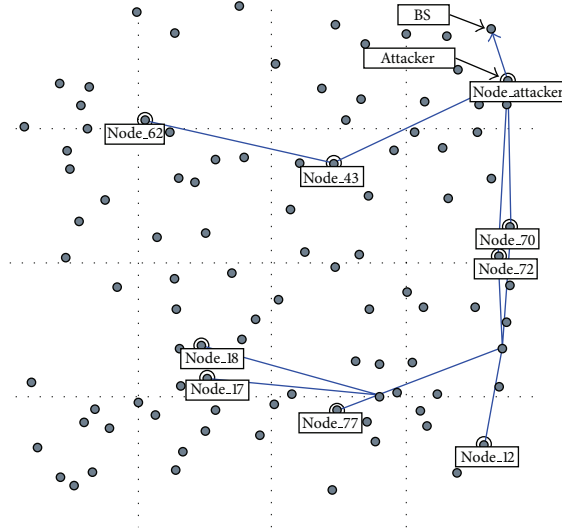 BS
Attacker
Node_attacker
Node_62
Node_43
Node_70
Node_72
Node_18
Node_17
Node_77
Node_12